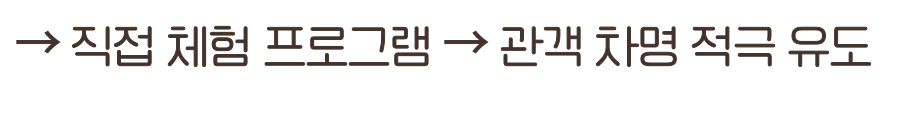 → 직접 체험 프로그램 → 관객 차명 적극 유도